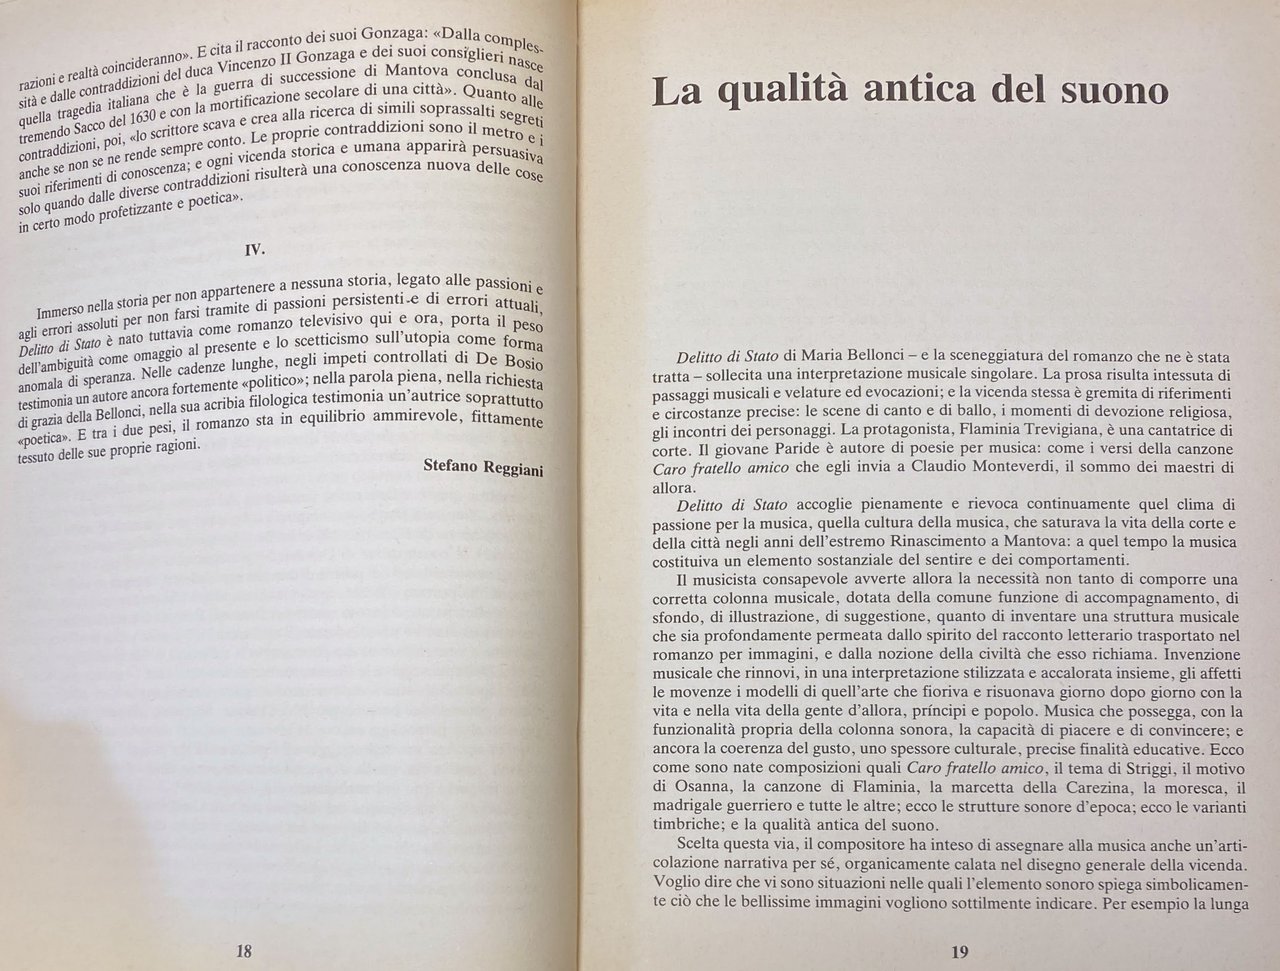 razioni e realtà coincideranno». E cita il racconto dei suoi Gonzaga: «Dalla comples-
sità e dalle contraddizioni del duca Vincenzo II Gonzaga e dei suoi consiglieri nasce
quella tragedia italiana che è la guerra di successione di Mantova conclusa dal
tremendo Sacco del 1630 e con la mortificazione secolare di una città». Quanto alle
contraddizioni, poi, «lo scrittore scava e crea alla ricerca di simili soprassalti segreti
anche se non se ne rende sempre conto. Le proprie contraddizioni sono il metro e i
suoi riferimenti di conoscenza; e ogni vicenda storica e umana apparirà persuasiva
solo quando dalle diverse contraddizioni risulterà una conoscenza nuova delle cose
in certo modo profetizzante e poetica».
IV.
Immerso nella storia per non appartenere a nessuna storia, legato alle passioni e
agli errori assoluti per non farsi tramite di passioni persistenti e di errori attuali,
Delitto di Stato è nato tuttavia come romanzo televisivo qui e ora, porta il peso
dell'ambiguità come omaggio al presente e lo scetticismo sull'utopia come forma
anomala di speranza. Nelle cadenze lunghe, negli impeti controllati di De Bosio
testimonia un autore ancora fortemente «politico»; nella parola piena, nella richiesta
di grazia della Bellonci, nella sua acribia filologica testimonia un'autrice soprattutto
«poetica». E tra i due pesi, il romanzo sta in equilibrio ammirevole, fittamente
tessuto delle sue proprie ragioni.
Stefano Reggiani
18
La qualità antica del suono
Delitto di Stato di Maria Bellonci – e la sceneggiatura del romanzo che ne è stata
tratta – sollecita una interpretazione musicale singolare. La prosa risulta intessuta di
passaggi musicali e velature ed evocazioni; e la vicenda stessa è gremita di riferimenti
e circostanze precise: le scene di canto e di ballo, i momenti di devozione religiosa,
gli incontri dei personaggi. La protagonista, Flaminia Trevigiana, è una cantatrice di
corte. Il giovane Paride è autore di poesie per musica: come i versi della canzone
Caro fratello amico che egli invia a Claudio Monteverdi, il sommo dei maestri di
allora.
Delitto di Stato accoglie pienamente e rievoca continuamente quel clima di
passione per la musica, quella cultura della musica, che saturava la vita della corte e
della città negli anni dell'estremo Rinascimento a Mantova: a quel tempo la musica
costituiva un elemento sostanziale del sentire e dei comportamenti.
Il musicista consapevole avverte allora la necessità non tanto di comporre una
corretta colonna musicale, dotata della comune funzione di accompagnamento, di
sfondo, di illustrazione, di suggestione, quanto di inventare una struttura musicale
che sia profondamente permeata dallo spirito del racconto letterario trasportato nel
romanzo per immagini, e dalla nozione della civiltà che esso richiama. Invenzione
musicale che rinnovi, in una interpretazione stilizzata e accalorata insieme, gli affetti
le movenze i modelli di quell'arte che fioriva e risuonava giorno dopo giorno con la
vita e nella vita della gente d'allora, príncipi e popolo. Musica che possegga, con la
funzionalità propria della colonna sonora, la capacità di piacere e di convincere; e
ancora la coerenza del gusto, uno spessore culturale, precise finalità educative. Ecco
come sono nate composizioni quali Caro fratello amico, il tema di Striggi, il motivo
di Osanna, la canzone di Flaminia, la marcetta della Carezina, la moresca, il
madrigale guerriero e tutte le altre; ecco le strutture sonore d'epoca; ecco le varianti
timbriche; e la qualità antica del suono.
Scelta questa via, il compositore ha inteso di assegnare alla musica anche un'arti-
colazione narrativa per sé, organicamente calata nel disegno generale della vicenda.
Voglio dire che vi sono situazioni nelle quali l'elemento sonoro spiega simbolicamen-
te ciò che le bellissime immagini vogliono sottilmente indicare. Per esempio la lunga
19